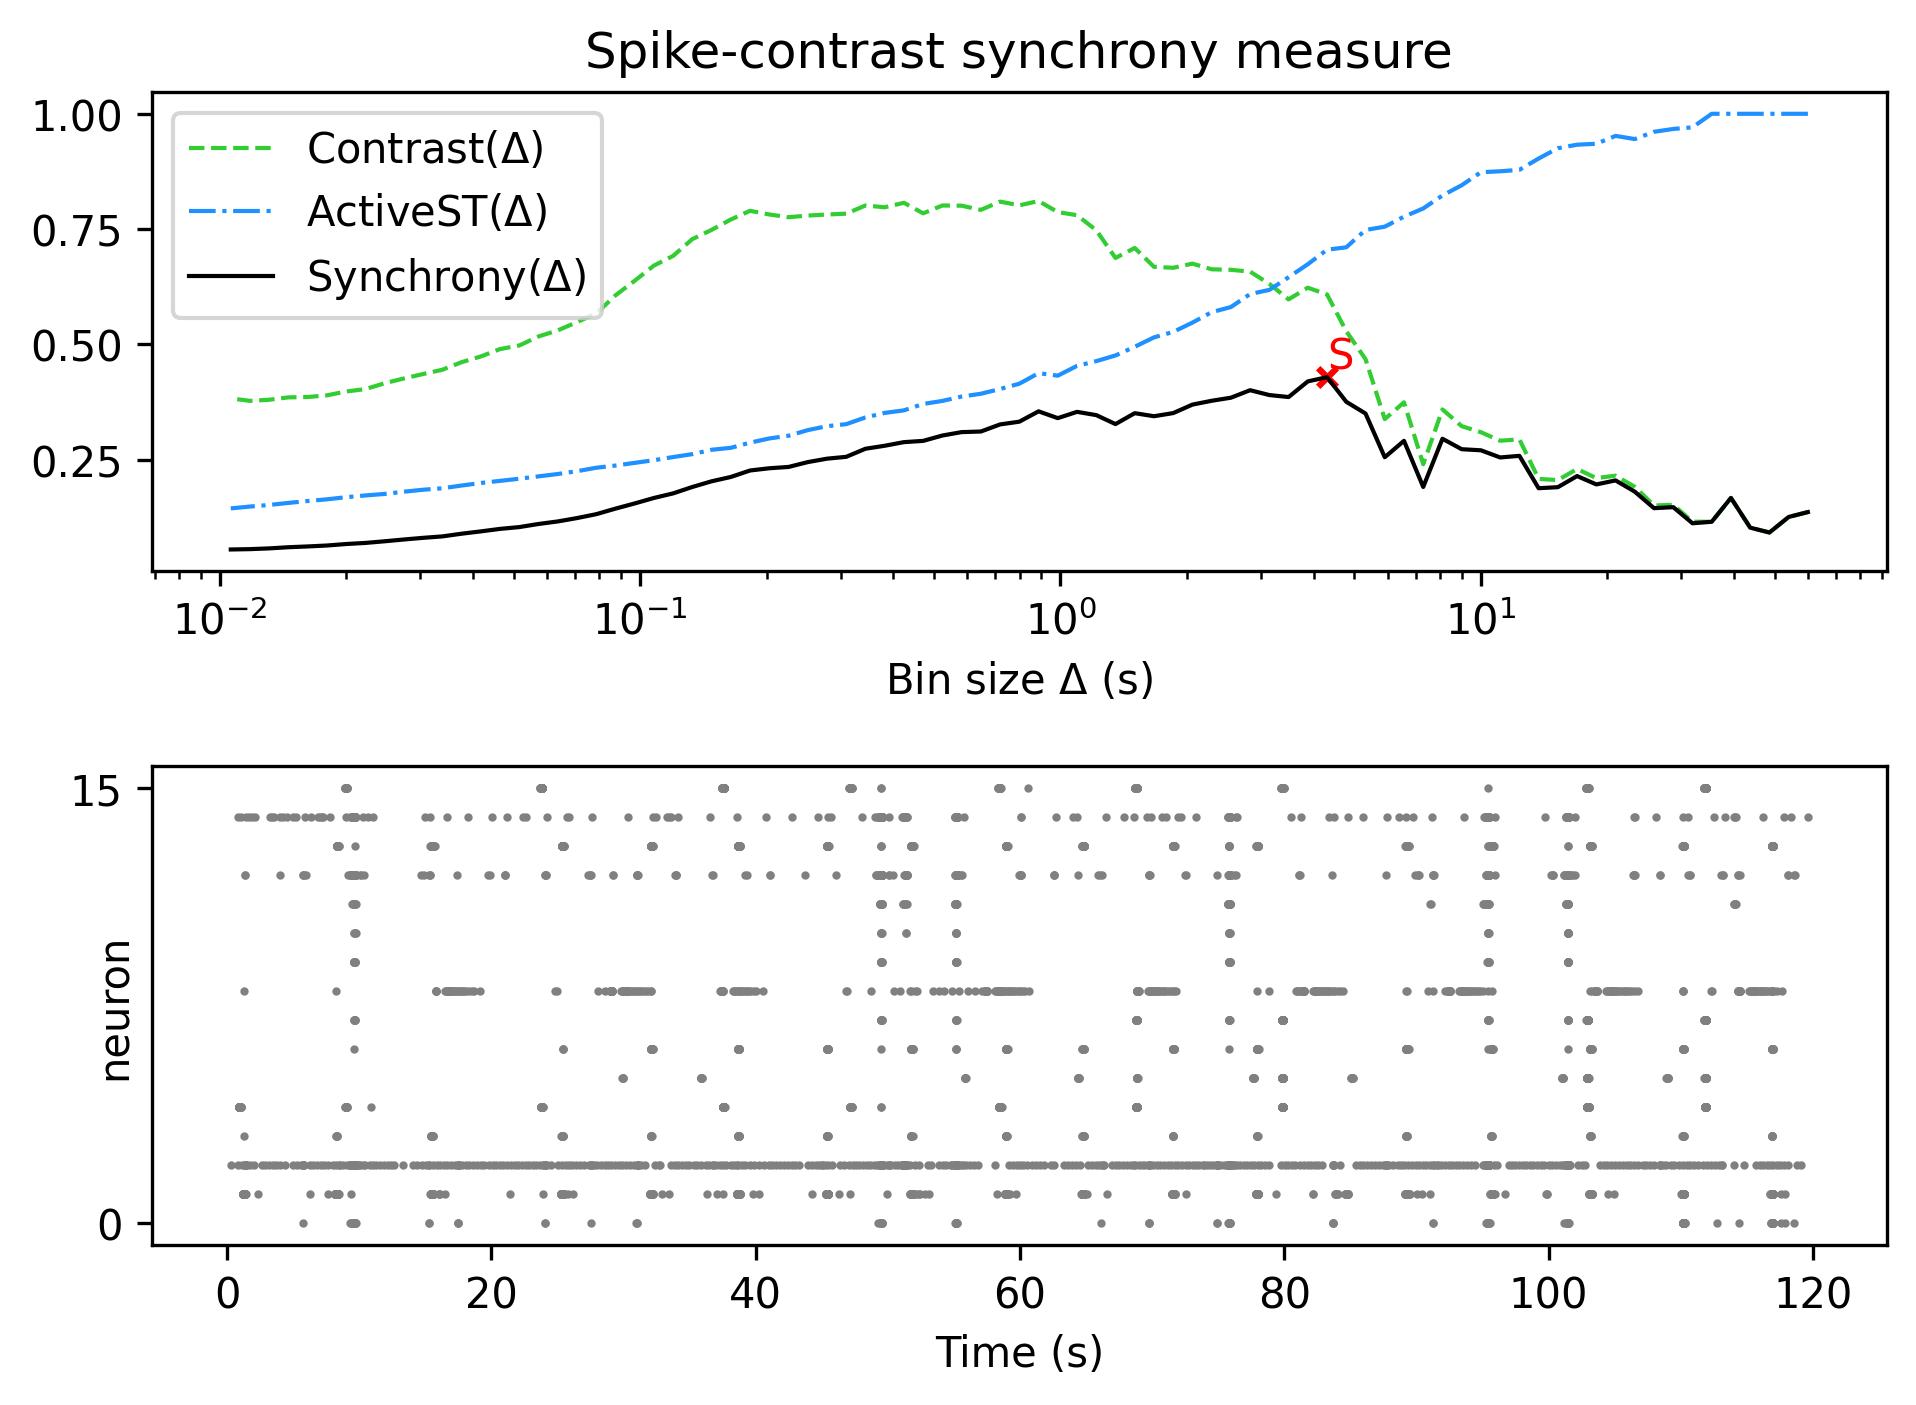 Spike-contrast synchrony measure
1.00
0.75
0.50
0.25
Contrast(Δ)
ActiveST(Δ)
Synchrony(Δ)
S
10⁻² 10⁻¹ 10⁰ 10¹
Bin size Δ (s)
15
0
neuron
0 20 40 60 80 100 120
Time (s)